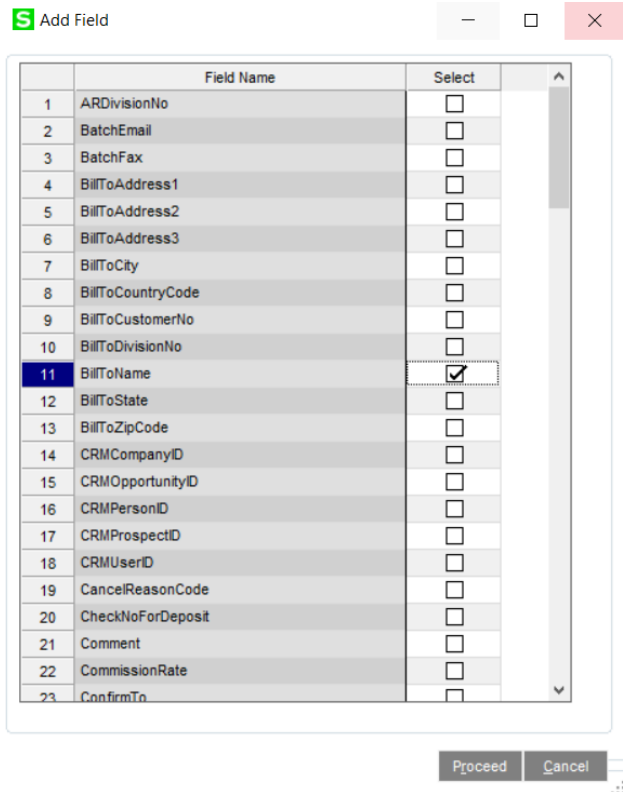 S Add Field
Field Name Select
1 ARDivisionNo
2 BatchEmail
3 BatchFax
4 BillToAddress1
5 BillToAddress2
6 BillToAddress3
7 BillToCity
8 BillToCountryCode
9 BillToCustomerNo
10 BillToDivisionNo
11 BillToName
12 BillToState
13 BillToZipCode
14 CRMCompanyID
15 CRMOpportunityID
16 CRMPersonID
17 CRMProspectID
18 CRMUserID
19 CancelReasonCode
20 CheckNoForDeposit
21 Comment
22 CommissionRate
23 ConfirmTo
Proceed Cancel